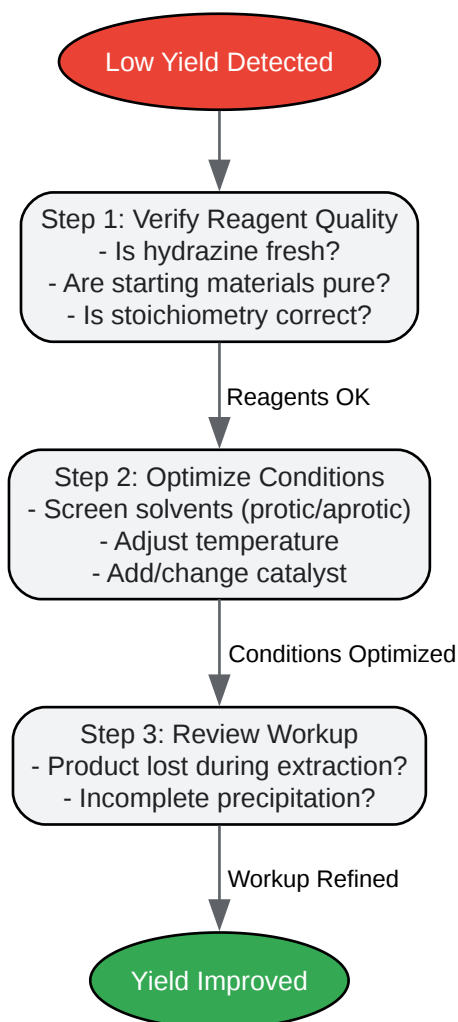 Low Yield Detected
Step 1: Verify Reagent Quality
- Is hydrazine fresh?
- Are starting materials pure?
- Is stoichiometry correct?
Reagents OK
Step 2: Optimize Conditions
- Screen solvents (protic/aprotic)
- Adjust temperature
- Add/change catalyst
Conditions Optimized
Step 3: Review Workup
- Product lost during extraction?
- Incomplete precipitation?
Workup Refined
Yield Improved